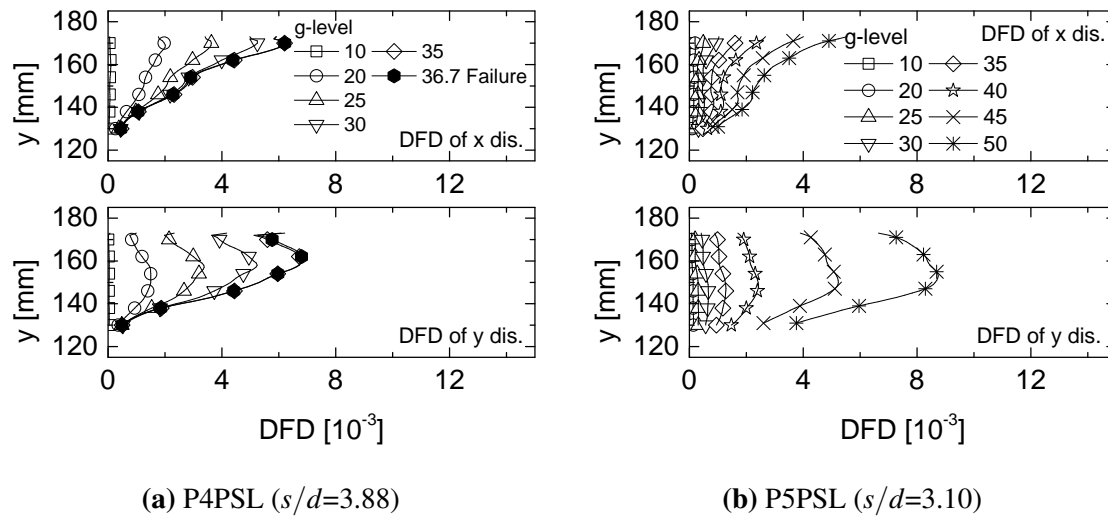 g-level
10 35
20 36.7 Failure
25
30
DFD of x dis.
y [mm]
180
160
140
120
0 4 8 12
DFD of y dis.
y [mm]
180
160
140
120
0 4 8 12
DFD [10⁻³]
(a) P4PSL (s/d=3.88)
DFD of x dis.
g-level
10 35
20 40
25 45
30 50
y [mm]
180
160
140
120
0 4 8 12
DFD of y dis.
y [mm]
180
160
140
120
0 4 8 12
DFD [10⁻³]
(b) P5PSL (s/d=3.10)